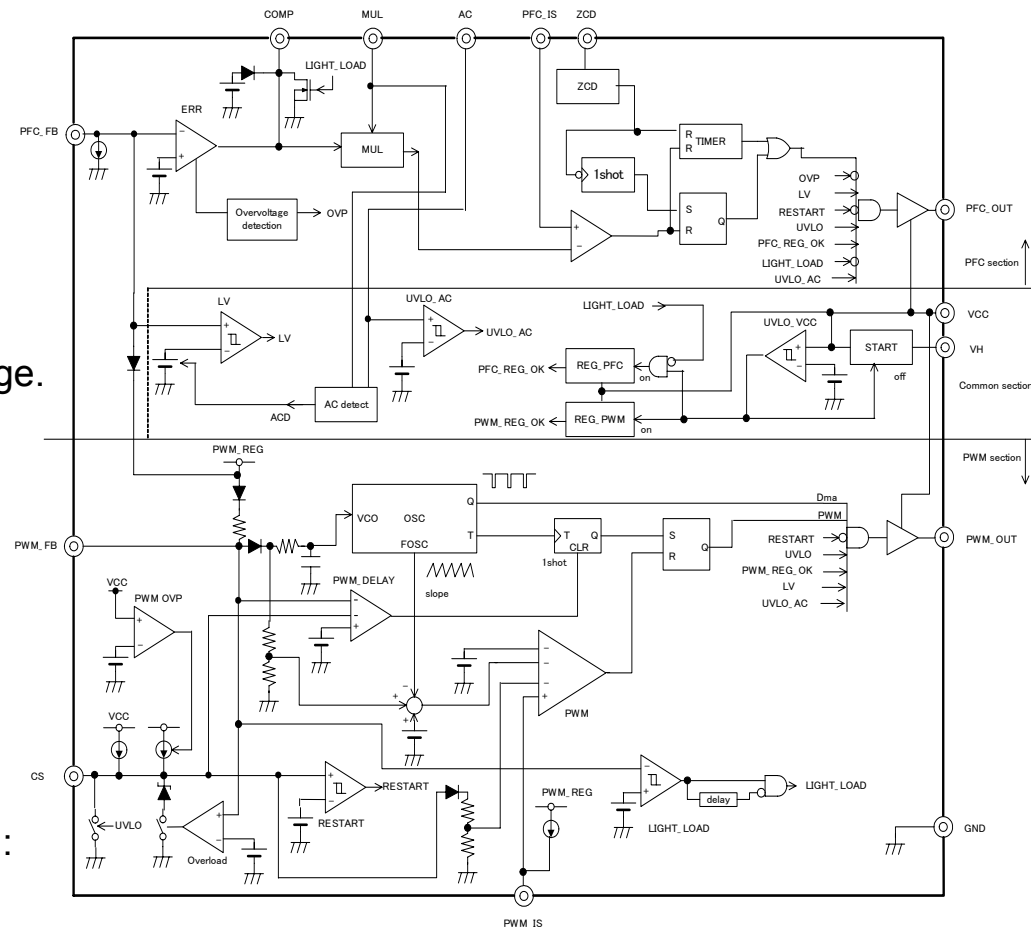 COMP
MUL
AC
PFC_IS
ZCD
LIGHT_LOAD
ERR
PFC_FB
ZCD
MUL
R
R
TIMER
1shot
S
R
Q
Overvoltage
detection
OVP
+
−
OVP
LV
RESTART
UVLO
PFC_REG_OK
LIGHT_LOAD
UVLO_AC
PFC_OUT
PFC section
LV
LV
UVLO_AC
UVLO_AC
LIGHT_LOAD
UVLO_VCC
START
off
VCC
VH
Common section
ge.
PFC_REG_OK
REG_PFC
on
PWM_REG_OK
REG_PWM
on
AC detect
ACD
PWM_REG
PWM section
VCO
OSC
FOSC
Q
T
Dma
PWM
T
Q
CLR
1shot
S
R
Q
RESTART
UVLO
PWM_REG_OK
LV
UVLO_AC
PWM_OUT
PWM_FB
slope
PWM_DELAY
VCC
PWM OVP
PWM
VCC
CS
UVLO
Overload
RESTART
RESTART
PWM_REG
LIGHT_LOAD
delay
LIGHT_LOAD
GND
:
PWM_IS